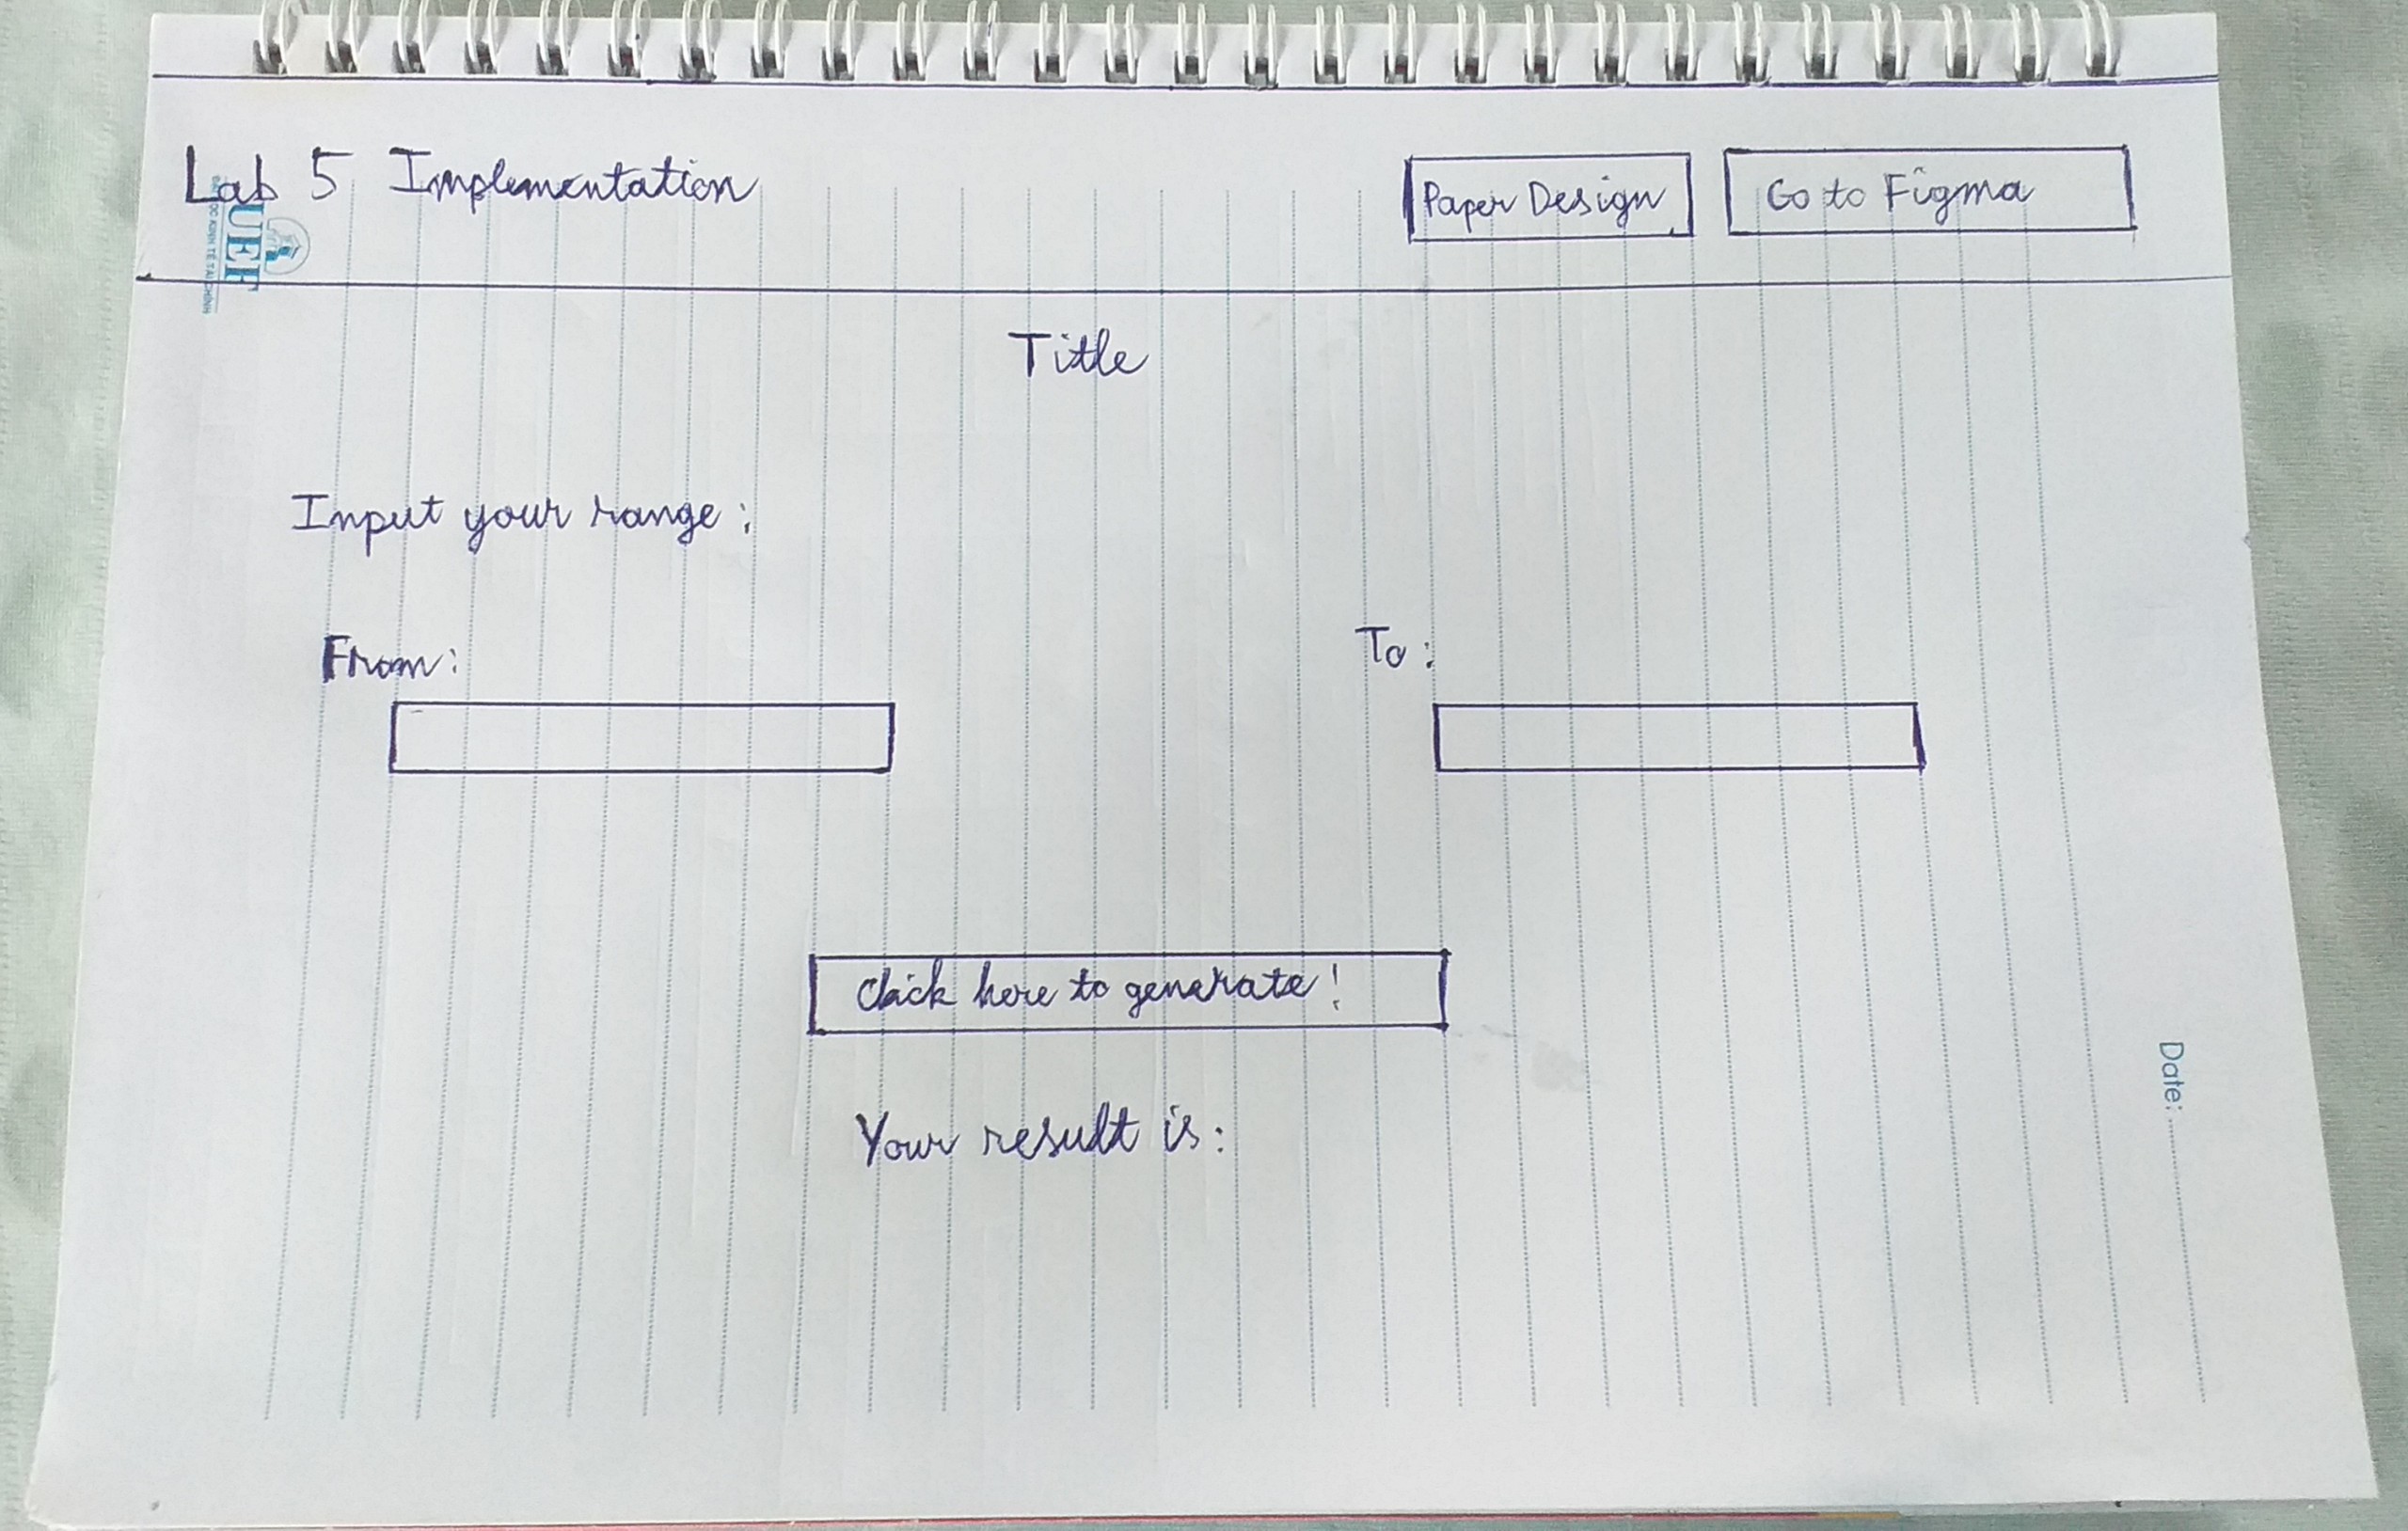 Lab 5 Implementation
Paper Design
Go to Figma
UEF
Title
Input your range:
From:
To:
Click here to generate!
Your result is:
Date: